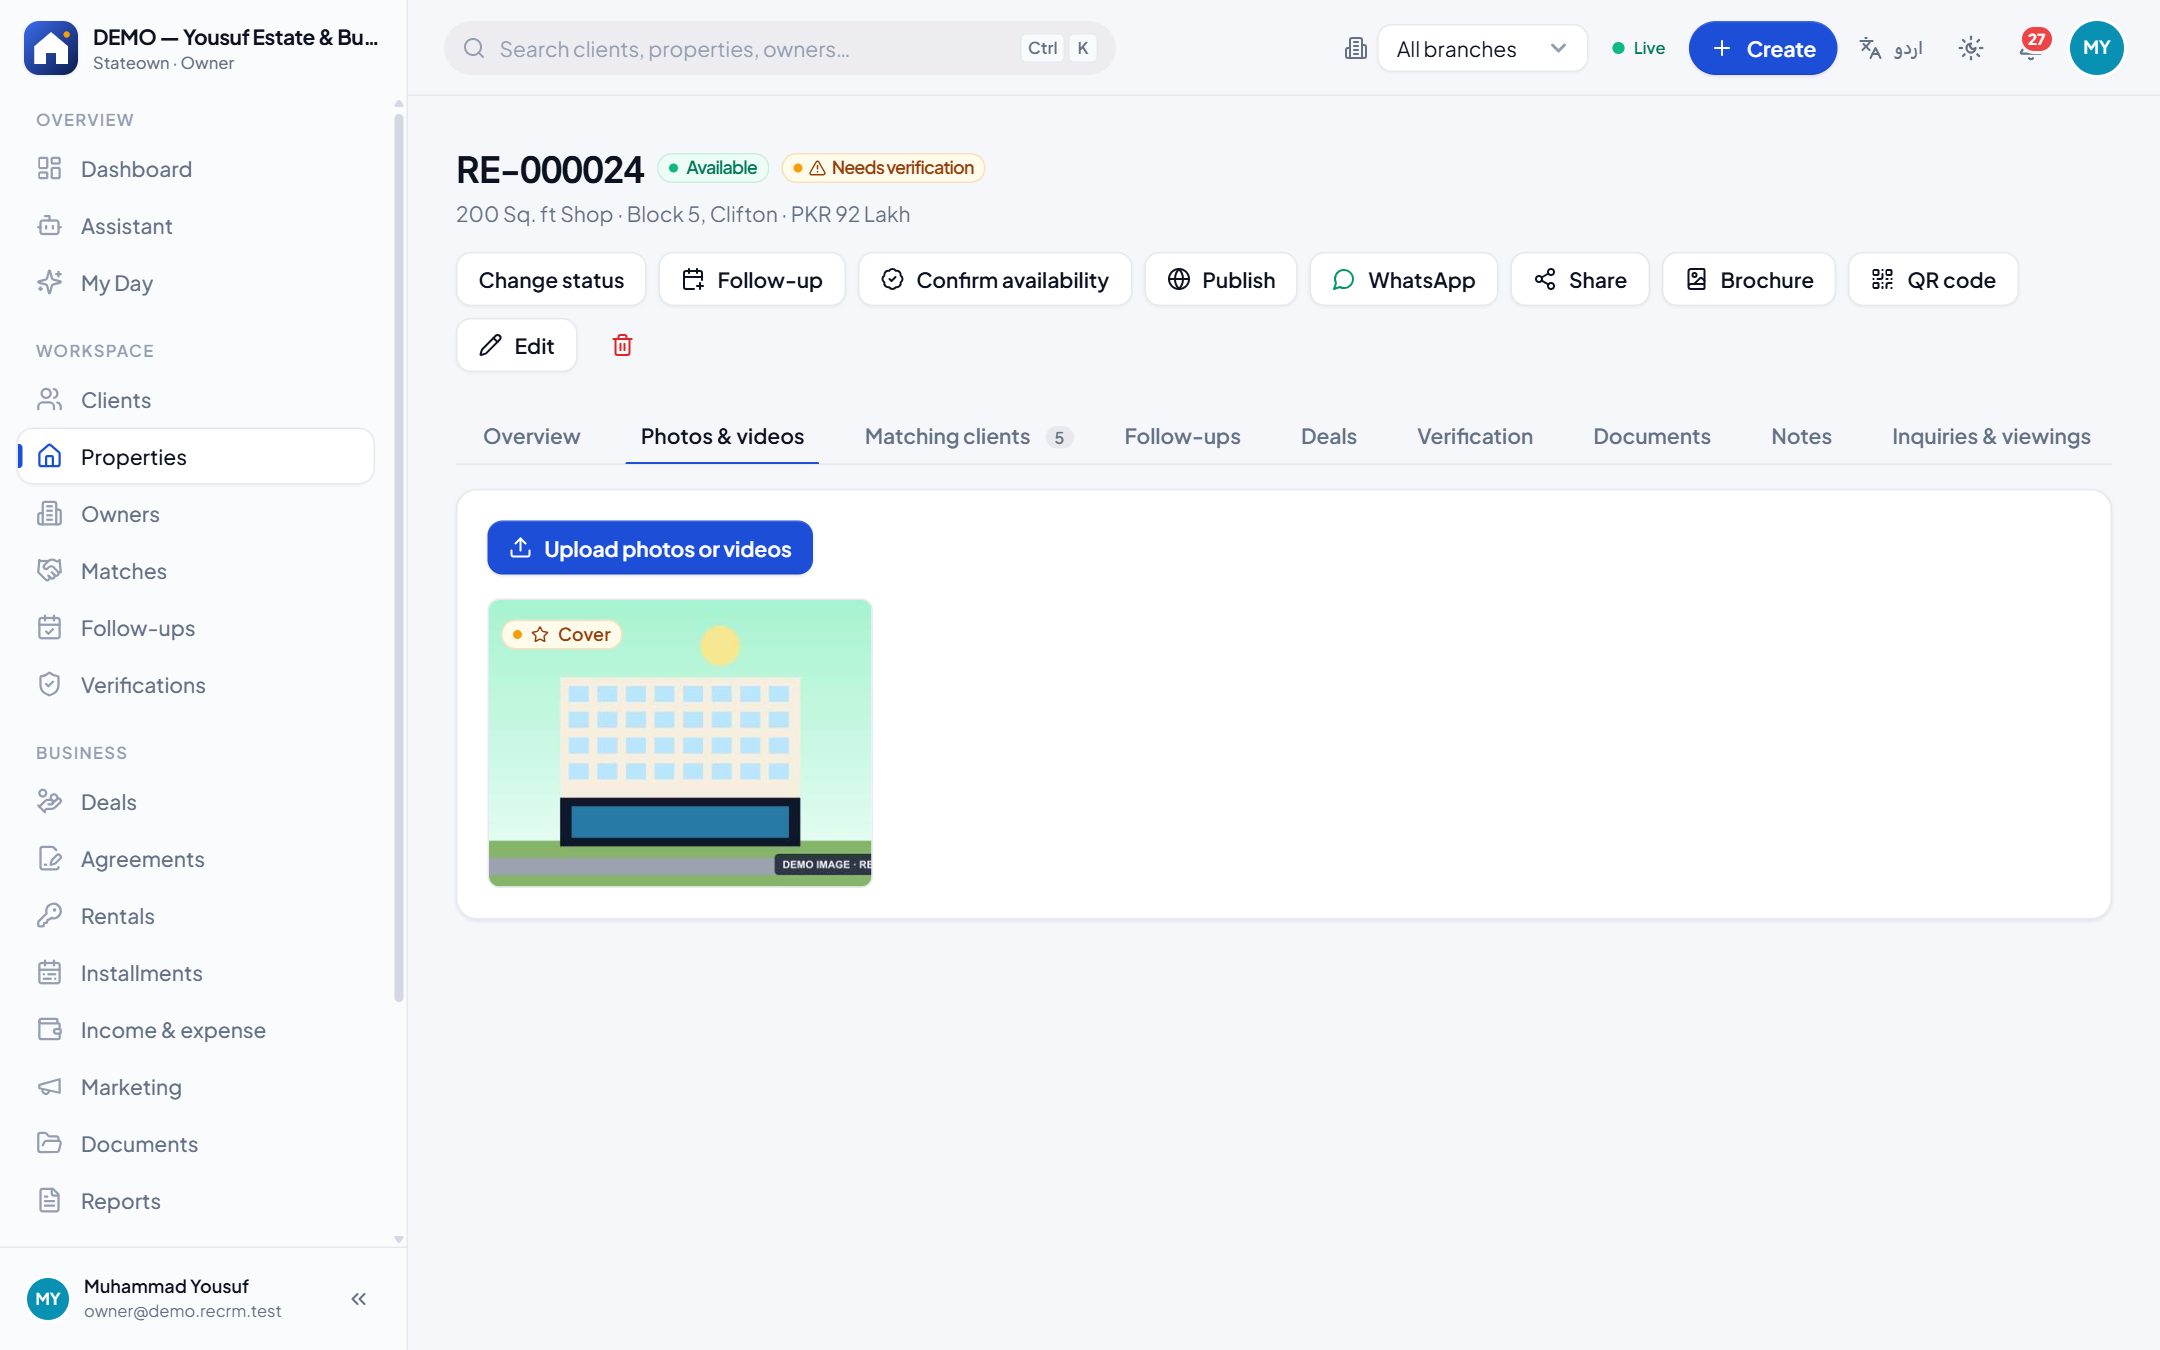 DEMO — Yousuf Estate & Bu...
Stateown · Owner
Search clients, properties, owners...
Ctrl K
All branches
Live
Create
اردو
27
MY
OVERVIEW
Dashboard
Assistant
My Day
WORKSPACE
Clients
Properties
Owners
Matches
Follow-ups
Verifications
BUSINESS
Deals
Agreements
Rentals
Installments
Income & expense
Marketing
Documents
Reports
MY
Muhammad Yousuf
owner@demo.recrm.test
RE-000024 Available Needs verification
200 Sq. ft Shop · Block 5, Clifton · PKR 92 Lakh
Change status Follow-up Confirm availability Publish WhatsApp Share Brochure QR code
Edit
Overview Photos & videos Matching clients 5 Follow-ups Deals Verification Documents Notes Inquiries & viewings
Upload photos or videos
Cover
DEMO IMAGE · RE